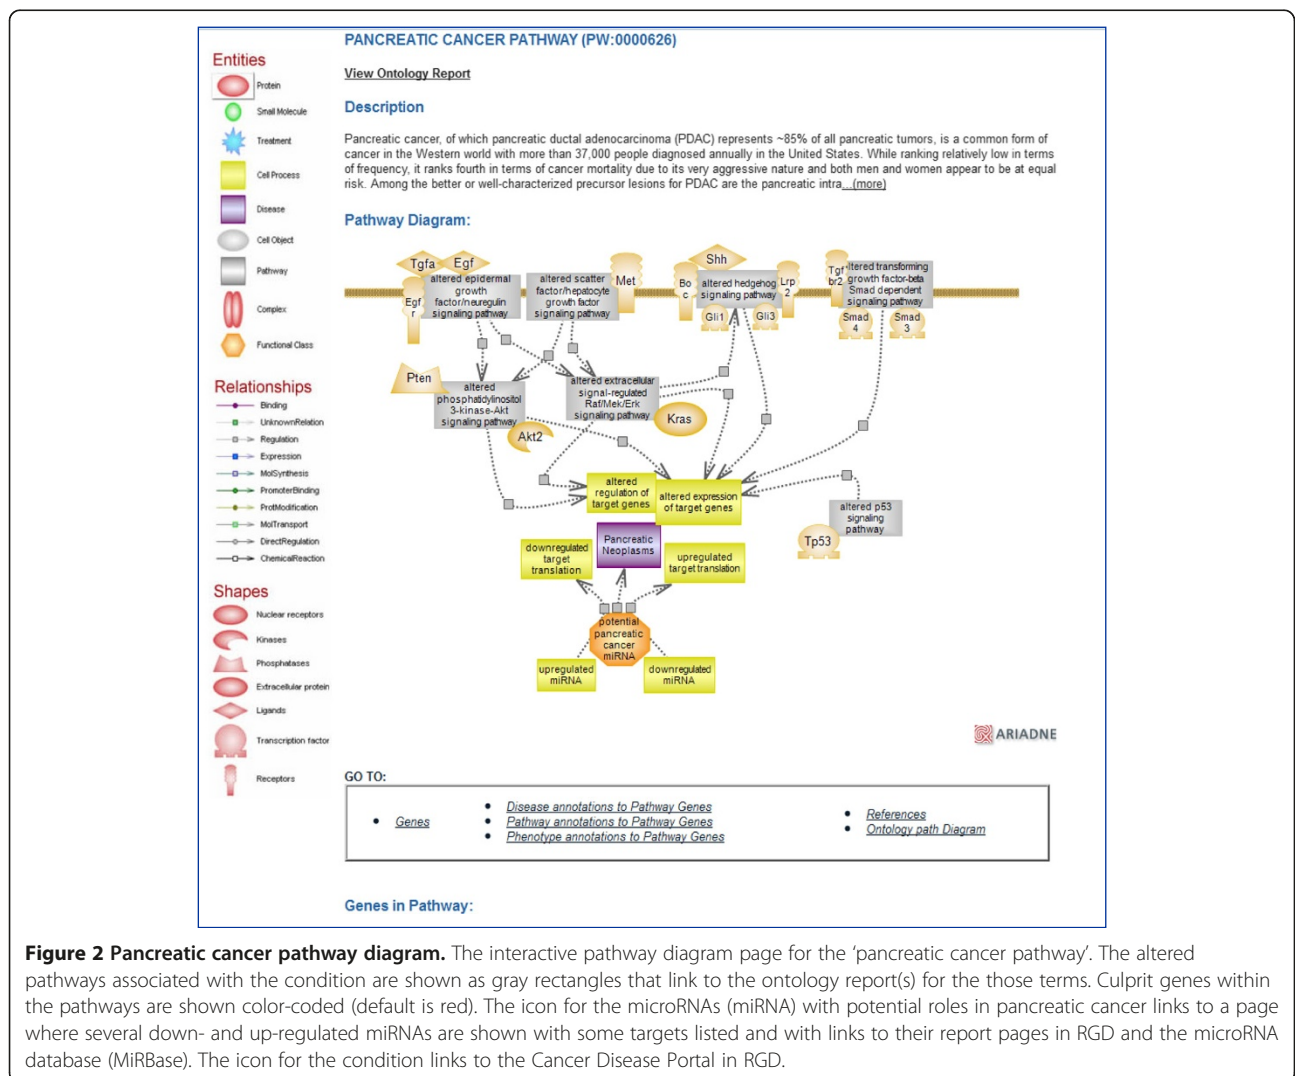 PANCREATIC CANCER PATHWAY (PW:0000626)
View Ontology Report
Description
Pancreatic cancer, of which pancreatic ductal adenocarcinoma (PDAC) represents ~85% of all pancreatic tumors, is a common form of
cancer in the Western world with more than 37,000 people diagnosed annually in the United States. While ranking relatively low in terms
of frequency, it ranks fourth in terms of cancer mortality due to its very aggressive nature and both men and women appear to be at equal
risk. Among the better or well-characterized precursor lesions for PDAC are the pancreatic intra...(more)
Entities
Protein
Small Molecule
Treatment
Cell Process
Disease
Cell Object
Pathway
Complex
Functional Class
Relationships
Binding
UnknownRelation
Regulation
Expression
MolSynthesis
PromoterBinding
ProtModification
MolTransport
DirectRegulation
ChemicalReaction
Shapes
Nuclear receptors
Kinases
Phosphatases
Extracellular protein
Ligands
Transcription factor
Receptors
Pathway Diagram:
Tgfa
Egf
Egf
r
altered epidermal
growth
factor/neuregulin
signaling pathway
altered scatter
factor/hepatocyte
growth factor
signaling pathway
Met
Shh
Bo
c
altered hedgehog
signaling pathway
Lrp
2
Gli1
Gli3
Tgf
br2
altered transforming
growth factor-beta
Smad dependent
signaling pathway
Smad
4
Smad
3
Pten
altered
phosphatidylinositol
3-kinase-Akt
signaling pathway
Akt2
altered extracellular
signal-regulated
Raf/Mek/Erk
signaling pathway
Kras
altered
regulation of
target genes
altered expression
of target genes
altered p53
signaling
pathway
Tp53
downregulated
target
translation
Pancreatic
Neoplasms
upregulated
target translation
potential
pancreatic
cancer
miRNA
upregulated
miRNA
downregulated
miRNA
ARIADNE
GO TO:
• Genes
• Disease annotations to Pathway Genes
• Pathway annotations to Pathway Genes
• Phenotype annotations to Pathway Genes
• References
• Ontology path Diagram
Genes in Pathway:
Figure 2 Pancreatic cancer pathway diagram. The interactive pathway diagram page for the ‘pancreatic cancer pathway’. The altered
pathways associated with the condition are shown as gray rectangles that link to the ontology report(s) for the those terms. Culprit genes within
the pathways are shown color-coded (default is red). The icon for the microRNAs (miRNA) with potential roles in pancreatic cancer links to a page
where several down- and up-regulated miRNAs are shown with some targets listed and with links to their report pages in RGD and the microRNA
database (MiRBase). The icon for the condition links to the Cancer Disease Portal in RGD.